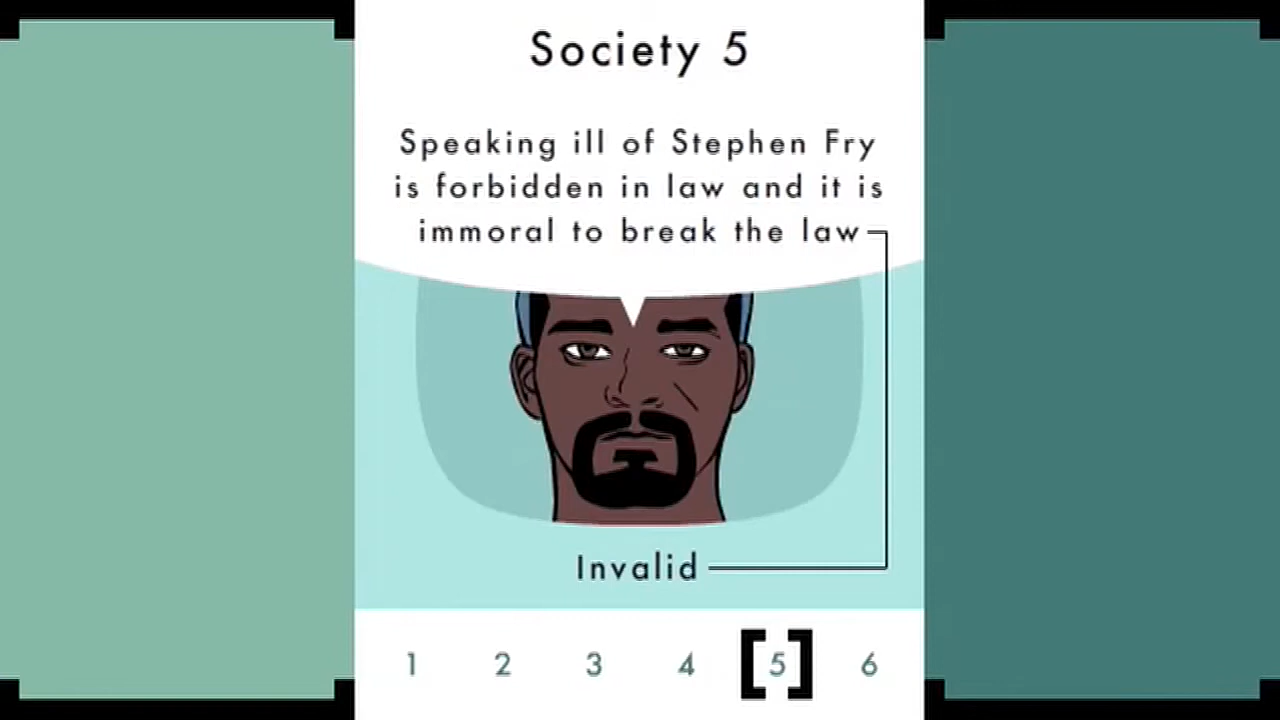 Society 5
Speaking ill of Stephen Fry
is forbidden in law and it is
immoral to break the law
Invalid
1 2 3 4 [5] 6